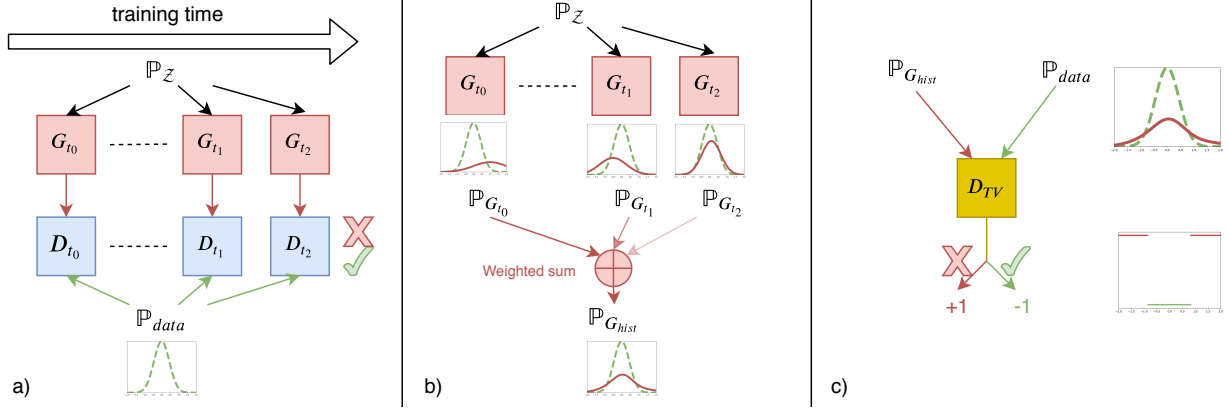 training time
ℙ_𝒵
G_{t_0} G_{t_1} G_{t_2}
D_{t_0} D_{t_1} D_{t_2}
ℙ_{data}
a)
ℙ_𝒵
G_{t_0} G_{t_1} G_{t_2}
ℙ_{G_{t_0}} ℙ_{G_{t_1}} ℙ_{G_{t_2}}
Weighted sum
ℙ_{G_{hist}}
b)
ℙ_{G_{hist}} ℙ_{data}
D_{TV}
+1 -1
c)